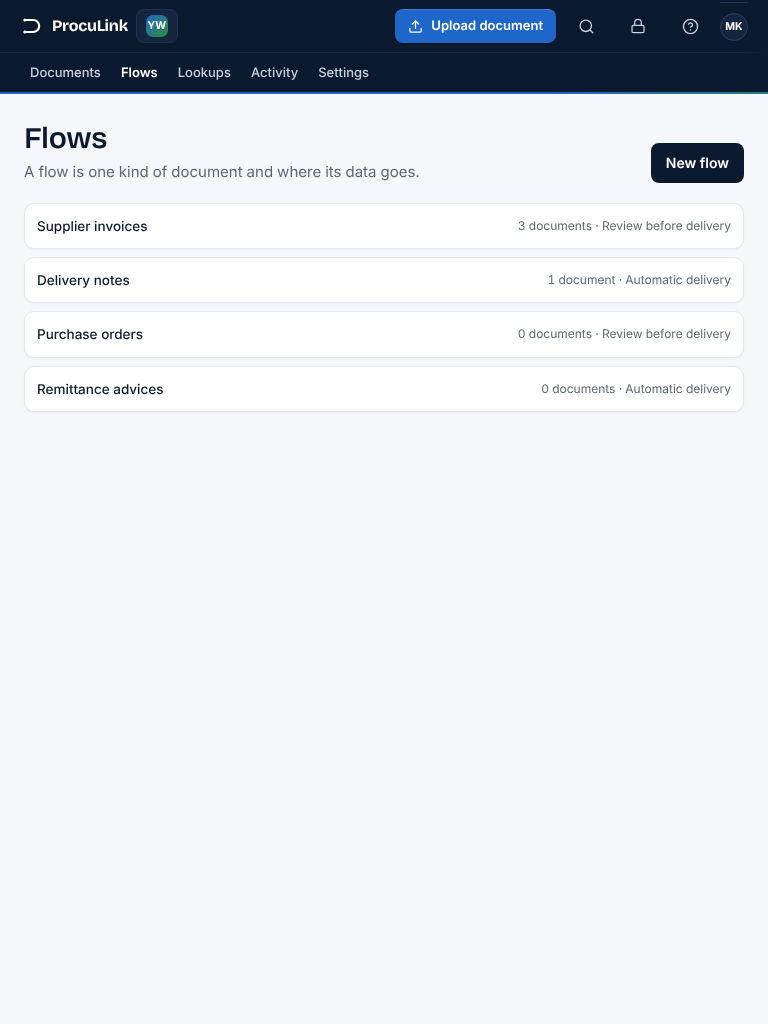 ProcuLink YW Upload document MK
Documents Flows Lookups Activity Settings
Flows
A flow is one kind of document and where its data goes.
New flow
Supplier invoices 3 documents · Review before delivery
Delivery notes 1 document · Automatic delivery
Purchase orders 0 documents · Review before delivery
Remittance advices 0 documents · Automatic delivery